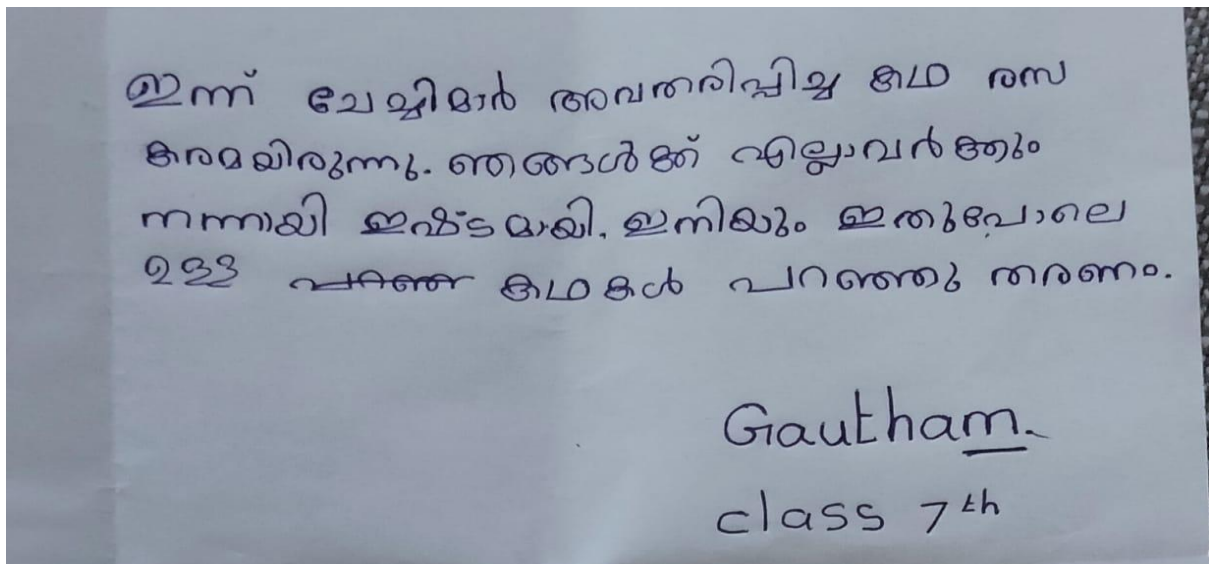 ഇന്ന് ചേച്ചിമാർ അവതരിപ്പിച്ച കഥ രസ
കരമയിരുന്നു. ഞങ്ങൾക്ക് എല്ലാവർക്കും
നന്നായി ഇഷ്ടമായി. ഇനിയും ഇതുപോലെ
ഉള്ള കഥകൾ പറഞ്ഞു തരണം.
Gautham.
class 7th